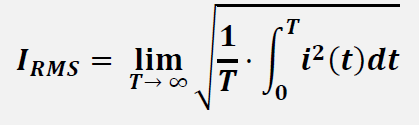 I_RMS = lim_{T→∞} √(1/T · ∫_0^T i²(t)dt)